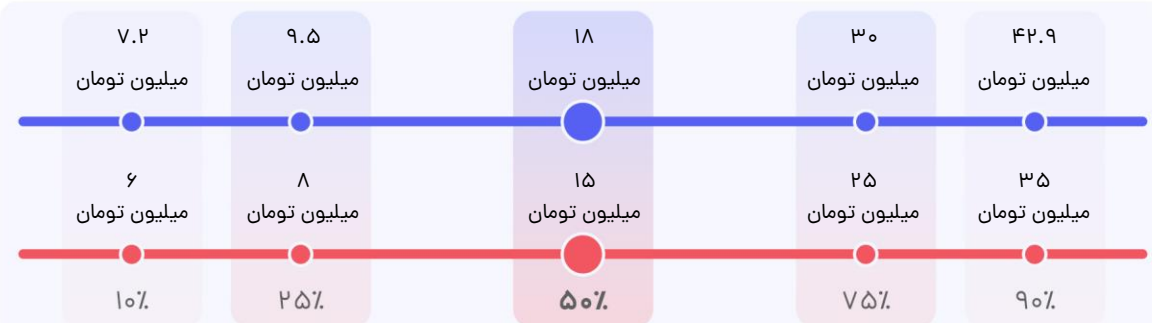 ۷.۲
۹.۵
۱۸
۳۰
۴۲.۹
میلیون تومان
میلیون تومان
میلیون تومان
میلیون تومان
میلیون تومان
۶
۸
۱۵
۲۵
۳۵
میلیون تومان
میلیون تومان
میلیون تومان
میلیون تومان
میلیون تومان
۱۰٪
۲۵٪
۵۰٪
۷۵٪
۹۰٪